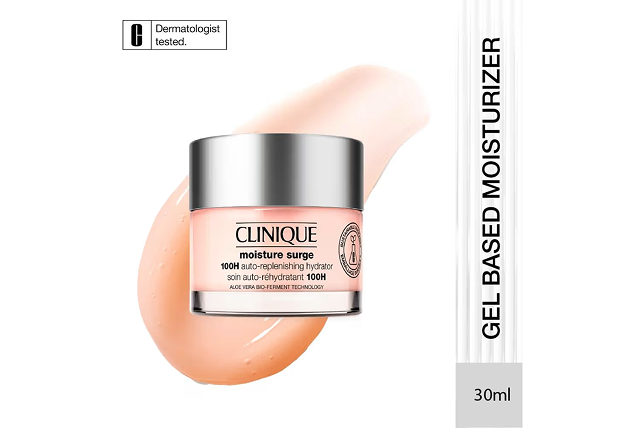 C
Dermatologist
tested.
CLINIQUE
moisture surge
100H auto-replenishing hydrator
soin auto-réhydratant 100H
ALOE VERA BIO-FERMENT TECHNOLOGY
GEL BASED MOISTURIZER
30ml